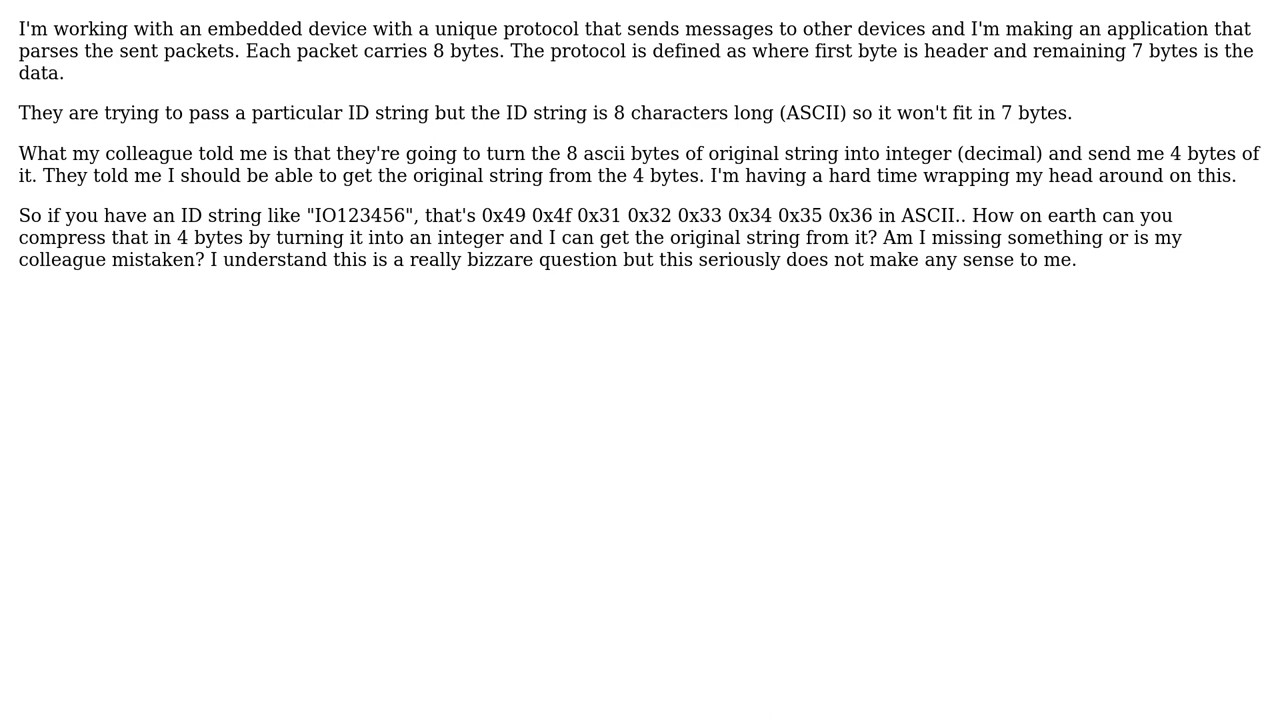 I'm working with an embedded device with a unique protocol that sends messages to other devices and I'm making an application that
parses the sent packets. Each packet carries 8 bytes. The protocol is defined as where first byte is header and remaining 7 bytes is the
data.
They are trying to pass a particular ID string but the ID string is 8 characters long (ASCII) so it won't fit in 7 bytes.
What my colleague told me is that they're going to turn the 8 ascii bytes of original string into integer (decimal) and send me 4 bytes of
it. They told me I should be able to get the original string from the 4 bytes. I'm having a hard time wrapping my head around on this.
So if you have an ID string like "IO123456", that's 0x49 0x4f 0x31 0x32 0x33 0x34 0x35 0x36 in ASCII.. How on earth can you
compress that in 4 bytes by turning it into an integer and I can get the original string from it? Am I missing something or is my
colleague mistaken? I understand this is a really bizzare question but this seriously does not make any sense to me.